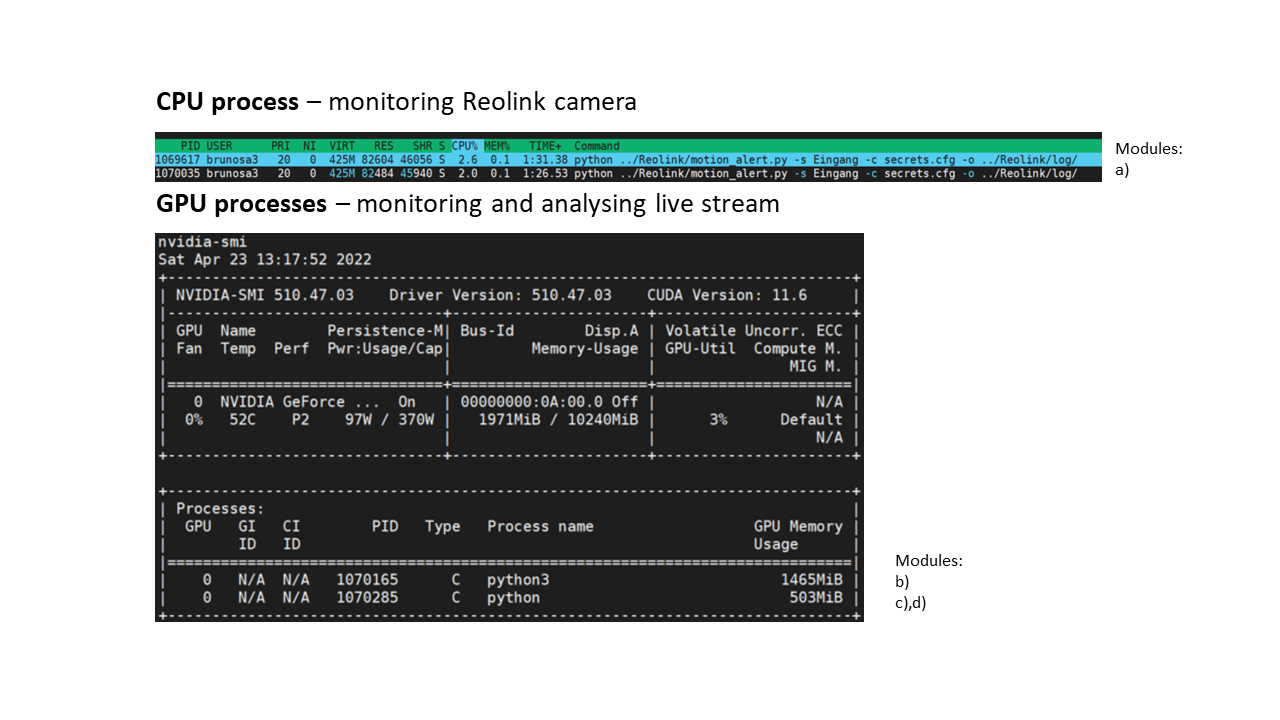 CPU process – monitoring Reolink camera
PID USER PRI NI VIRT RES SHR S CPU% MEM% TIME+ Command
1069617 brunosa3 20 0 425M 82604 46056 S 2.6 0.1 1:31.38 python ../Reolink/motion_alert.py -s Eingang -c secrets.cfg -o ../Reolink/log/
1070035 brunosa3 20 0 425M 82484 45940 S 2.0 0.1 1:26.53 python ../Reolink/motion_alert.py -s Eingang -c secrets.cfg -o ../Reolink/log/
Modules:
a)
GPU processes – monitoring and analysing live stream
nvidia-smi
Sat Apr 23 13:17:52 2022
+-----------------------------------------------------------------------------+
| NVIDIA-SMI 510.47.03    Driver Version: 510.47.03    CUDA Version: 11.6     |
|-------------------------------+----------------------+----------------------+
| GPU  Name        Persistence-M| Bus-Id        Disp.A | Volatile Uncorr. ECC |
| Fan  Temp  Perf  Pwr:Usage/Cap|         Memory-Usage | GPU-Util  Compute M. |
|                               |                      |               MIG M. |
|===============================+======================+======================|
|   0  NVIDIA GeForce ...  On   | 00000000:0A:00.0 Off |                  N/A |
|  0%   52C    P2    97W / 370W |   1971MiB / 10240MiB |      3%      Default |
|                               |                      |                  N/A |
+-------------------------------+----------------------+----------------------+
+-----------------------------------------------------------------------------+
| Processes:                                                                  |
|  GPU   GI   CI        PID   Type   Process name                  GPU Memory |
|        ID   ID                                                   Usage      |
|=============================================================================|
|    0   N/A  N/A   1070165      C   python3                          1465MiB |
|    0   N/A  N/A   1070285      C   python                            503MiB |
+-----------------------------------------------------------------------------+
Modules:
b)
c),d)